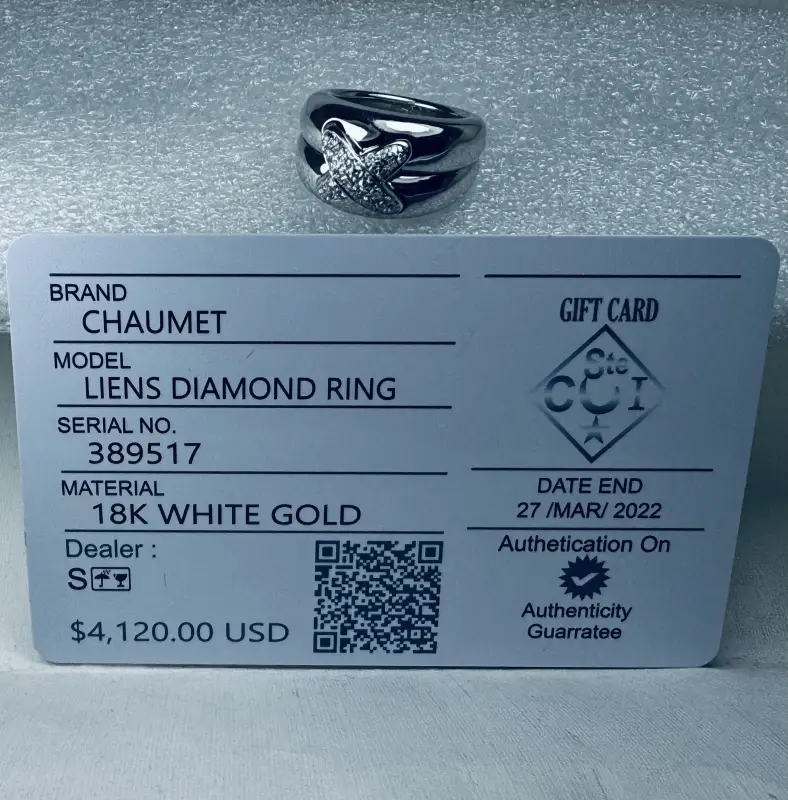 BRAND
CHAUMET
MODEL
LIENS DIAMOND RING
SERIAL NO.
389517
MATERIAL
18K WHITE GOLD
Dealer :
S
$4,120.00 USD
GIFT CARD
Ste
CCI
DATE END
27 /MAR/ 2022
Authetication On
Authenticity
Guarratee